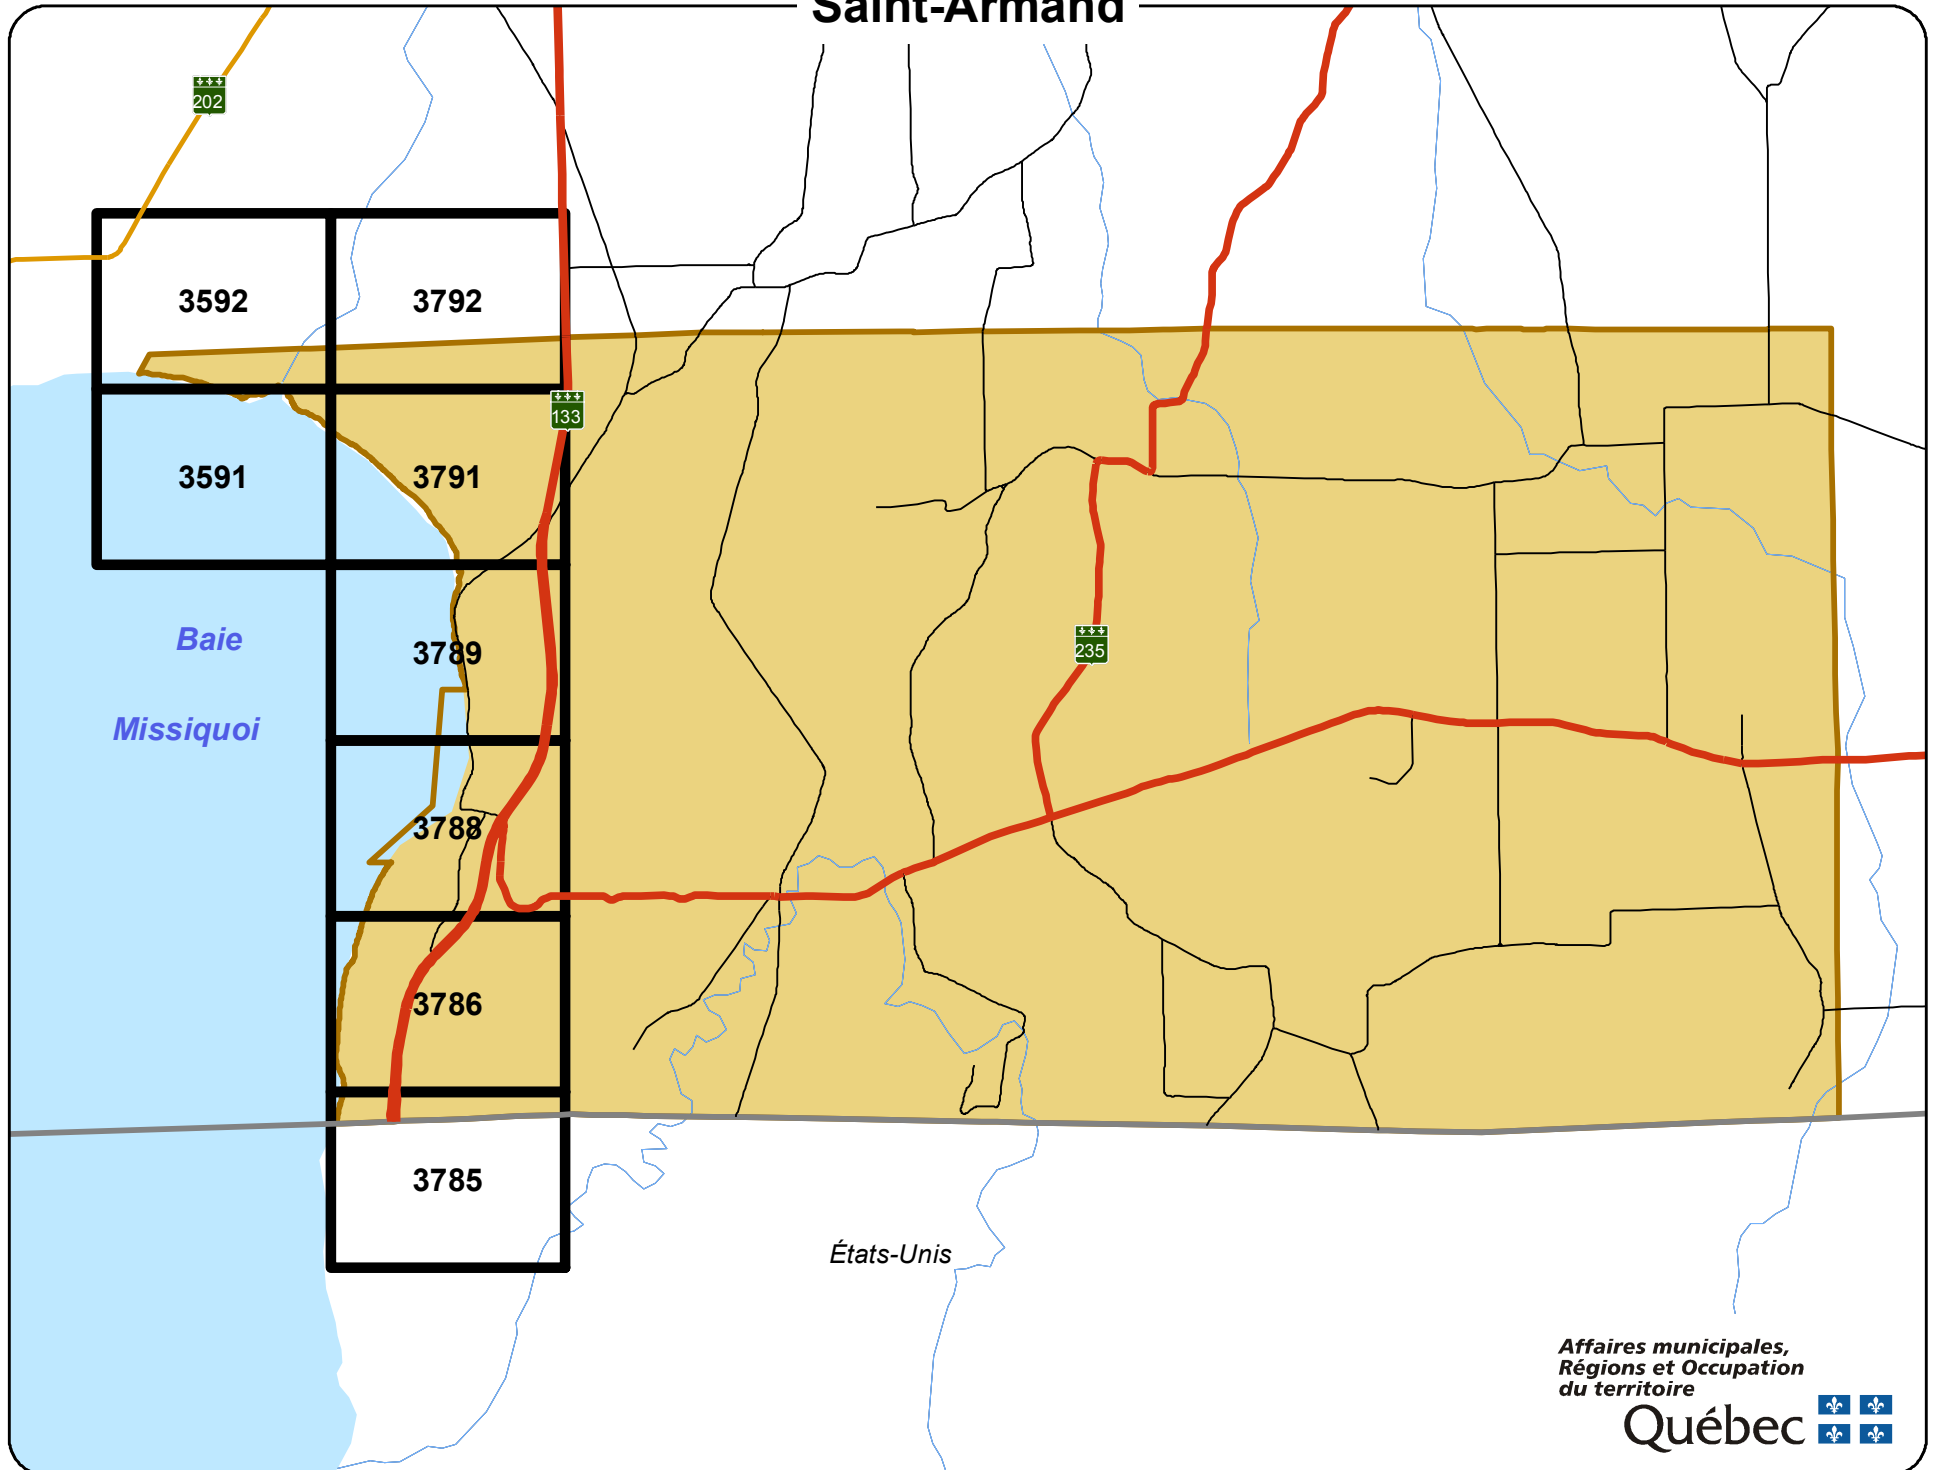 Saint-Armand
202
3592
3792
133
3591
3791
Baie
3789
235
Missiquoi
3788
3786
3785
États-Unis
Affaires municipales,
Régions et Occupation
du territoire
Québec